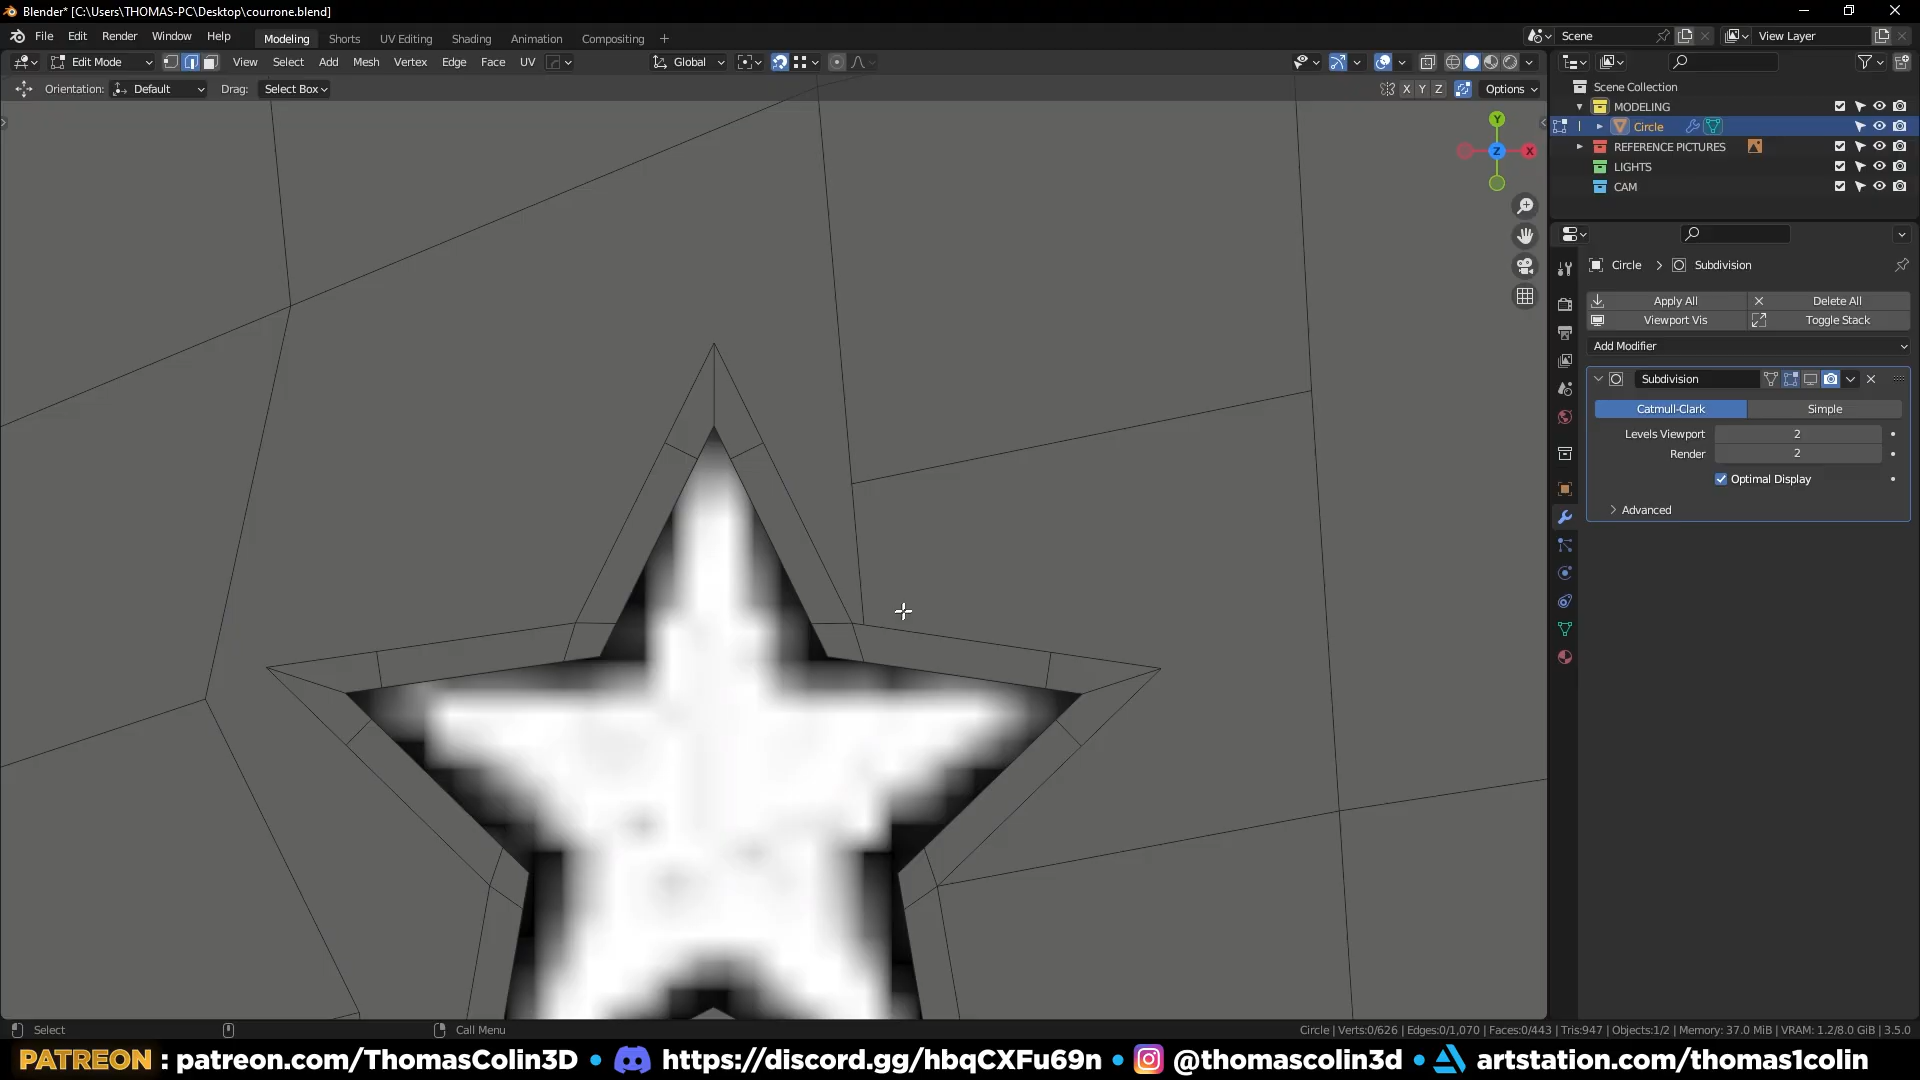 Blender* [C:\Users\THOMAS-PC\Desktop\courrone.blend]
File Edit Render Window Help
Modeling Shorts UV Editing Shading Animation Compositing +
Scene View Layer
Edit Mode View Select Add Mesh Vertex Edge Face UV Global
Orientation: Default Drag: Select Box X Y Z Options
Y
Z X
Scene Collection
MODELING
Circle
REFERENCE PICTURES
LIGHTS
CAM
Circle > Subdivision
Apply All Delete All
Viewport Vis Toggle Stack
Add Modifier
Subdivision
Catmull-Clark Simple
Levels Viewport 2
Render 2
Optimal Display
Advanced
Select Call Menu
Circle | Verts:0/626 | Edges:0/1,070 | Faces:0/443 | Tris:947 | Objects:1/2 | Memory: 37.0 MiB | VRAM: 1.2/8.0 GiB | 3.5.0
PATREON : patreon.com/ThomasColin3D • https://discord.gg/hbqCXFu69n • @thomascolin3d • artstation.com/thomas1colin